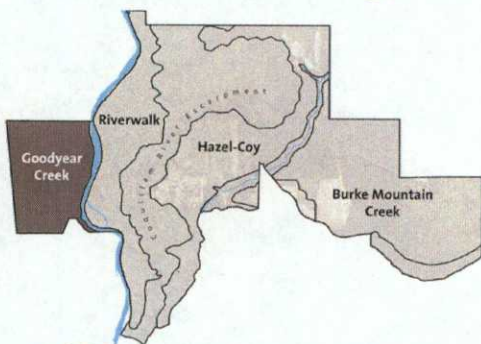 Riverwalk
Goodyear
Creek
Coquitlam River Escarpment
Hazel-Coy
Burke Mountain
Creek